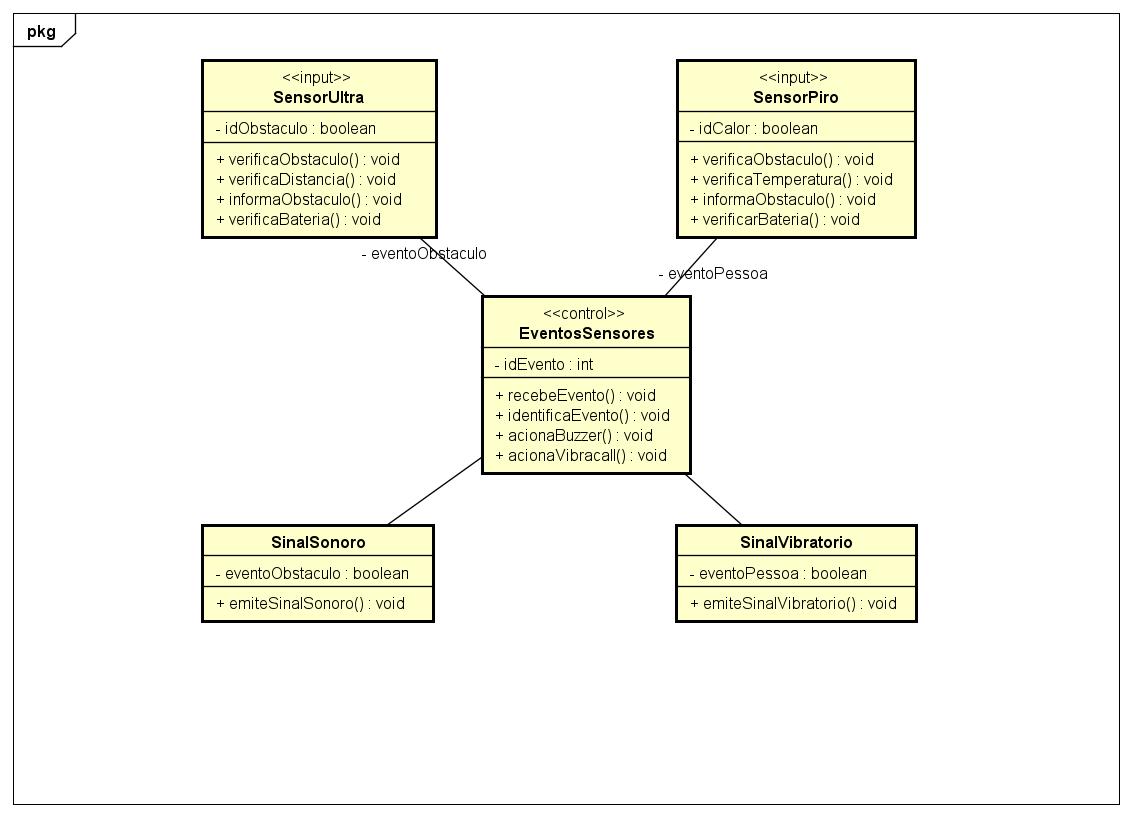 pkg
<<input>>
SensorUltra
- idObstaculo : boolean
+ verificaObstaculo() : void
+ verificaDistancia() : void
+ informaObstaculo() : void
+ verificaBateria() : void
<<input>>
SensorPiro
- idCalor : boolean
+ verificaObstaculo() : void
+ verificaTemperatura() : void
+ informaObstaculo() : void
+ verificarBateria() : void
- eventoObstaculo
- eventoPessoa
<<control>>
EventosSensores
- idEvento : int
+ recebeEvento() : void
+ identificaEvento() : void
+ acionaBuzzer() : void
+ acionaVibracall() : void
SinalSonoro
- eventoObstaculo : boolean
+ emiteSinalSonoro() : void
SinalVibratorio
- eventoPessoa : boolean
+ emiteSinalVibratorio() : void